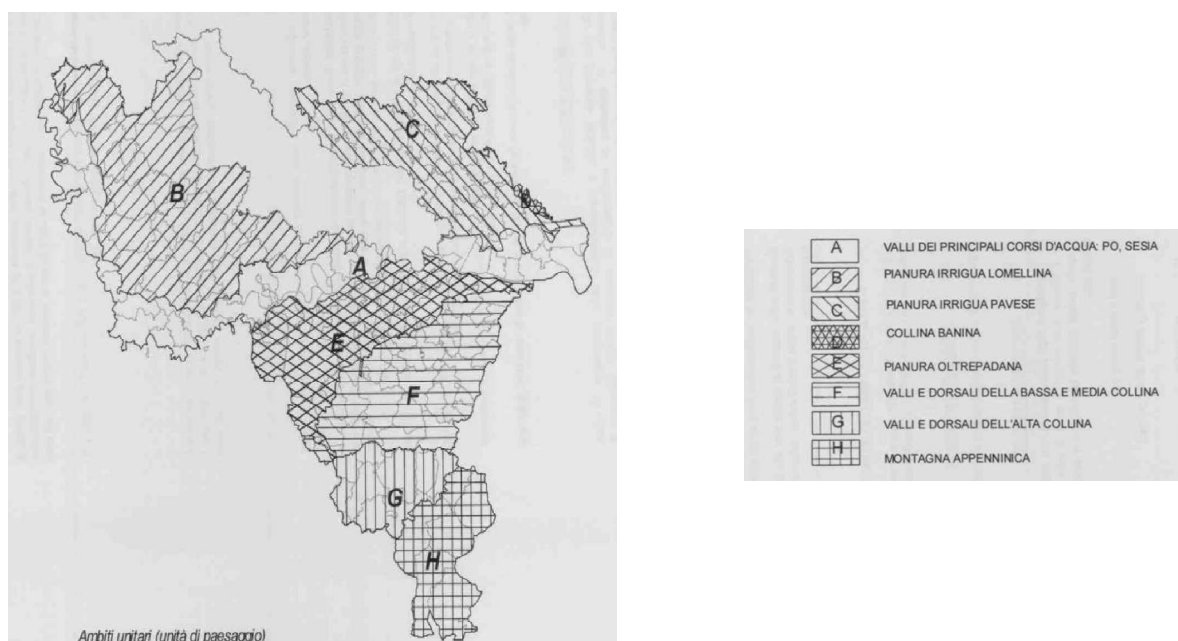 C
B
D
A
E
F
G
H
Ambiti unitari (unità di paesaggio)
A VALLI DEI PRINCIPALI CORSI D'ACQUA: PO, SESIA
B PIANURA IRRIGUA LOMELLINA
C PIANURA IRRIGUA PAVESE
D COLLINA BANINA
E PIANURA OLTREPADANA
F VALLI E DORSALI DELLA BASSA E MEDIA COLLINA
G VALLI E DORSALI DELL'ALTA COLLINA
H MONTAGNA APPENNINICA